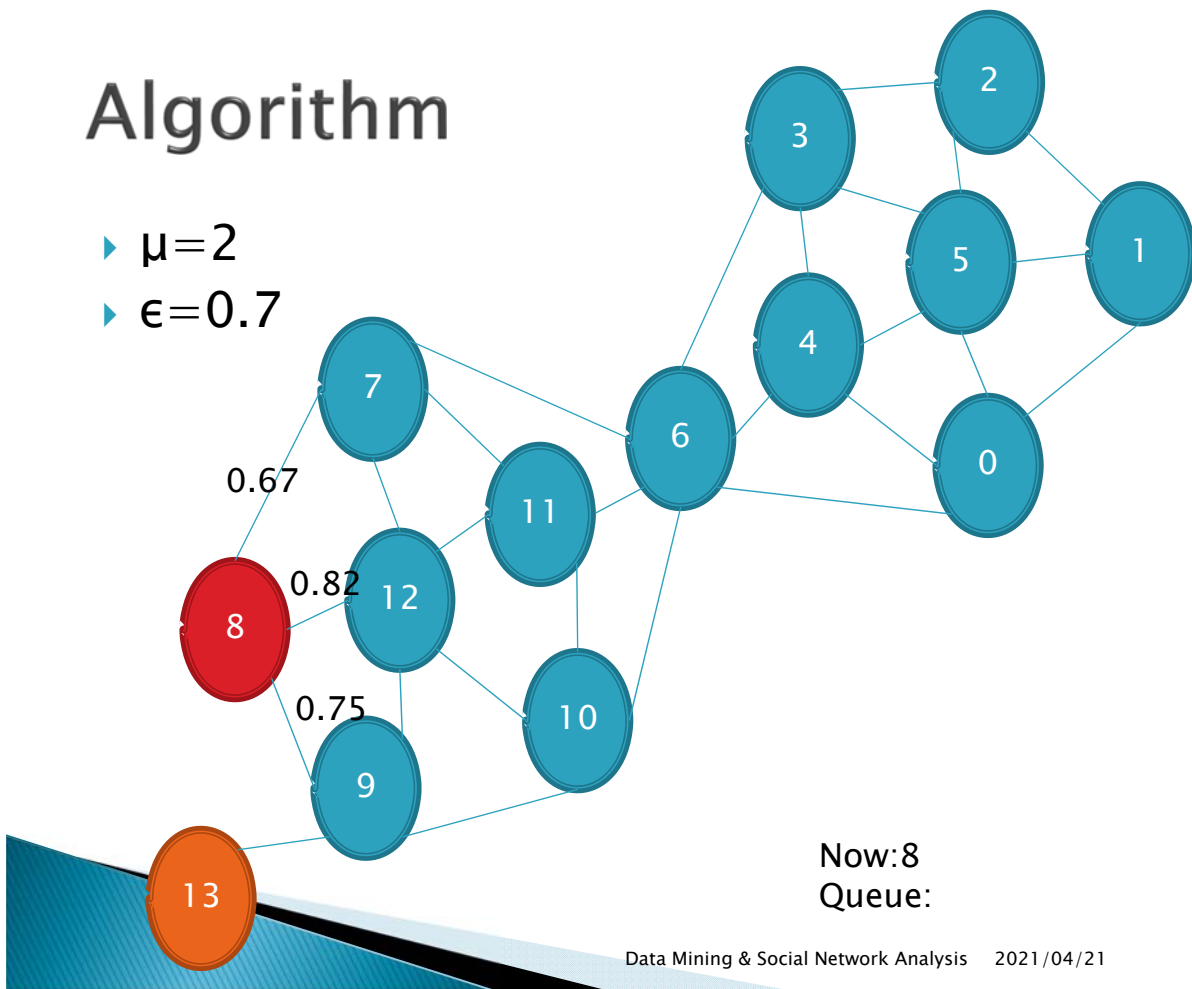 Algorithm
μ=2
ϵ=0.7
2
3
1
5
4
7
6
0
0.67
11
0.82
12
8
0.75
10
9
Now:8
Queue:
13
Data Mining & Social Network Analysis 2021/04/21